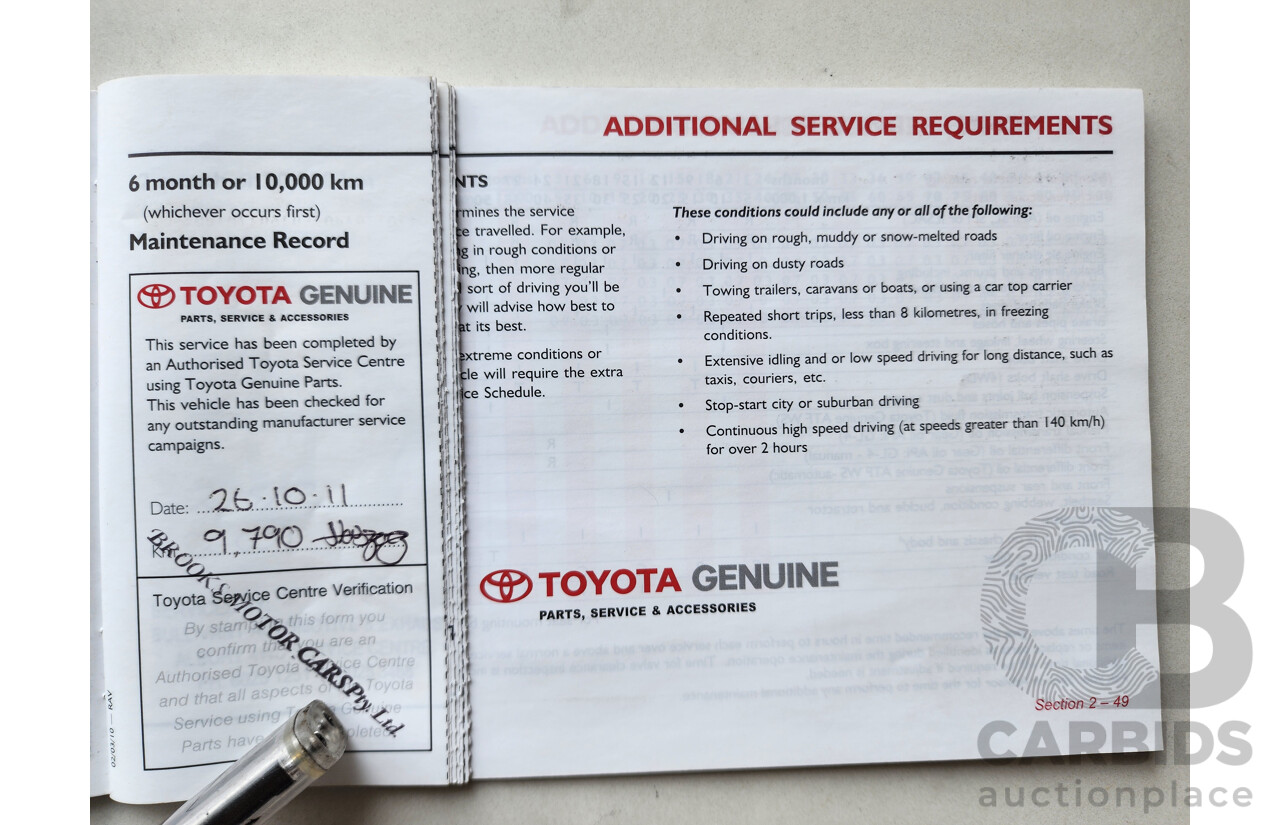 6 month or 10,000 km
(whichever occurs first)
Maintenance Record
TOYOTA GENUINE
PARTS, SERVICE & ACCESSORIES
This service has been completed by
an Authorised Toyota Service Centre
using Toyota Genuine Parts.
This vehicle has been checked for
any outstanding manufacturer service
campaigns.
Date: 26.10.11
9,790
BROOKS MOTOR CARS Pty. Ltd.
Toyota Service Centre Verification
By stamping this form you
confirm that you are an
Authorised Toyota Service Centre
and that all aspects of Toyota
Service using Genuine
Parts have
02/03/10 — RAV
ADDITIONAL SERVICE REQUIREMENTS
NTS
rmines the service
ce travelled. For example,
g in rough conditions or
ng, then more regular
sort of driving you'll be
will advise how best to
at its best.
extreme conditions or
cle will require the extra
ice Schedule.
These conditions could include any or all of the following:
• Driving on rough, muddy or snow-melted roads
• Driving on dusty roads
• Towing trailers, caravans or boats, or using a car top carrier
• Repeated short trips, less than 8 kilometres, in freezing
conditions.
• Extensive idling and or low speed driving for long distance, such as
taxis, couriers, etc.
• Stop-start city or suburban driving
• Continuous high speed driving (at speeds greater than 140 km/h)
for over 2 hours
TOYOTA GENUINE
PARTS, SERVICE & ACCESSORIES
Section 2 – 49
CB
CARBIDS
auctionplace